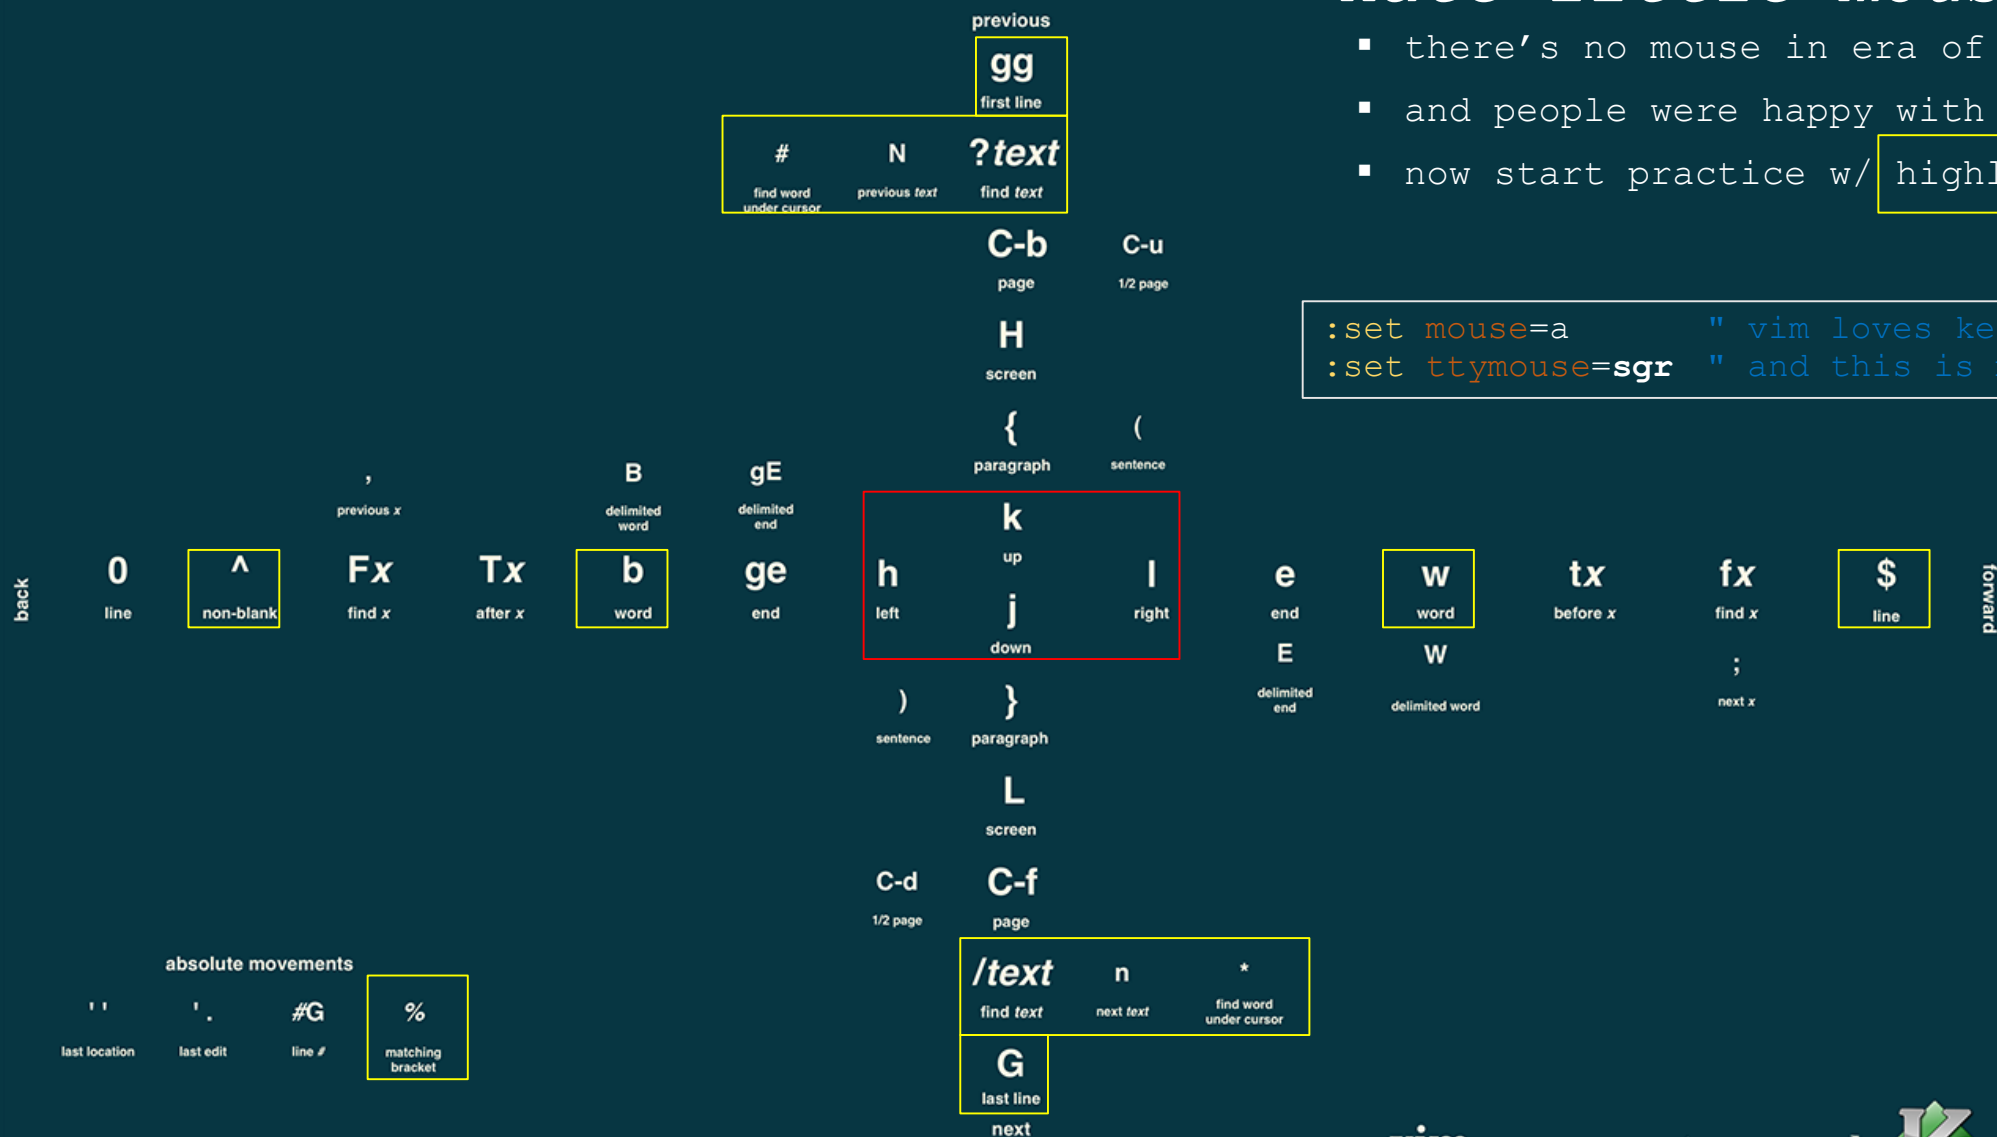 previous
gg
first line
# N ?text
find word under cursor previous text find text
C-b C-u
page 1/2 page
H
screen
{ (
paragraph sentence
, B gE
previous x delimited word delimited end
k
up
back 0 ^ Fx Tx b ge h l e w tx fx $ forward
line non-blank find x after x word end left right end word before x find x line
j
down
E W ;
delimited end delimited word next x
) }
sentence paragraph
L
screen
C-d C-f
1/2 page page
/text n *
find text next text find word under cursor
G
last line
next
absolute movements
'' '. #G %
last location last edit line # matching bracket
▪ there's no mouse in era of
▪ and people were happy with
▪ now start practice w/ highl
:set mouse=a " vim loves ke
:set ttymouse=sgr " and this is